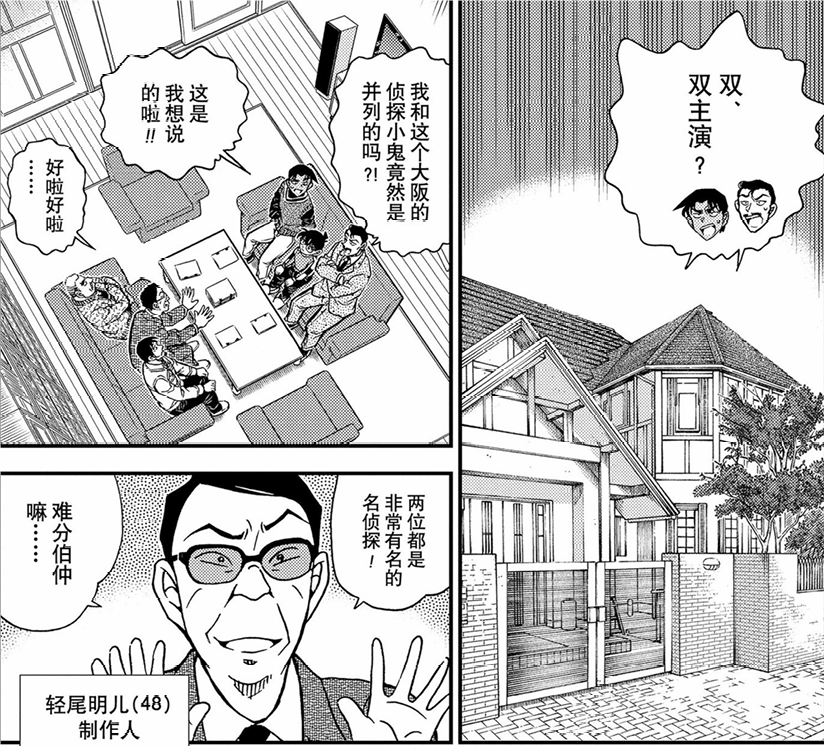 双、
双主演？
我和这个大阪的
侦探小鬼竟然是
并列的吗?!
这是
我想说
的啦!!
好啦好啦
……
两位都是
非常有名的
名侦探！
难分伯仲
嘛……
轻尾明儿(48)
制作人